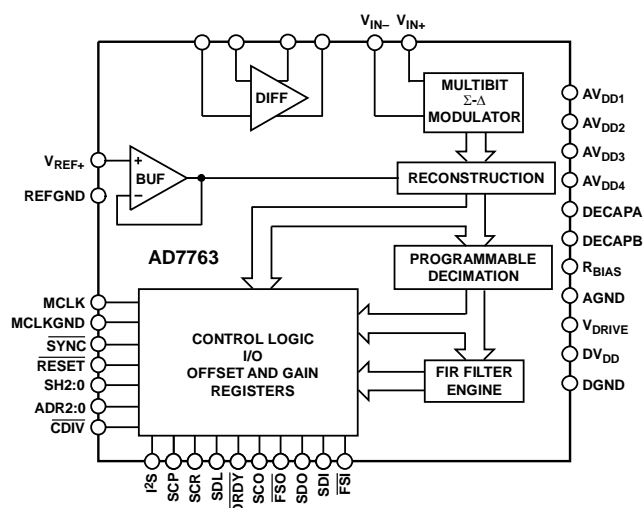 VIN– VIN+
DIFF
MULTIBIT
Σ-Δ
MODULATOR
AVDD1
AVDD2
AVDD3
AVDD4
DECAPA
DECAPB
RBIAS
AGND
VDRIVE
DVDD
DGND
VREF+
+
BUF
–
REFGND
RECONSTRUCTION
AD7763
PROGRAMMABLE
DECIMATION
FIR FILTER
ENGINE
CONTROL LOGIC
I/O
OFFSET AND GAIN
REGISTERS
MCLK
MCLKGND
SYNC
RESET
SH2:0
ADR2:0
CDIV
I2S
SCP
SCR
SDL
DRDY
SCO
FSO
SDO
SDI
FSI